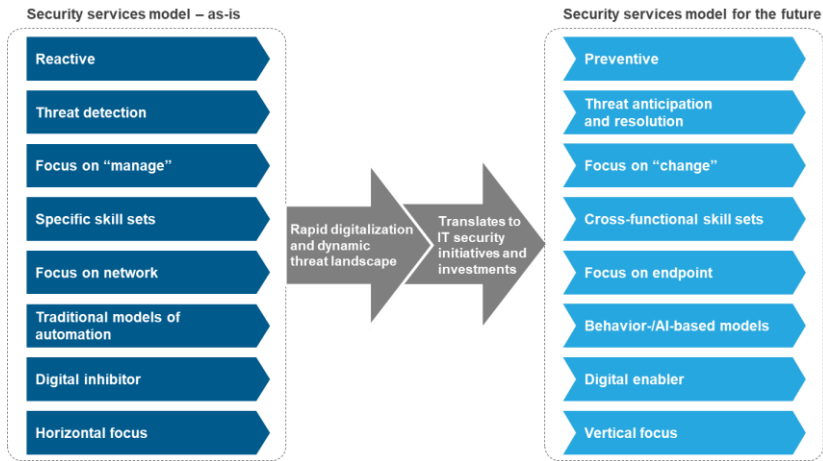 Security services model – as-is
Reactive
Threat detection
Focus on “manage”
Specific skill sets
Focus on network
Traditional models of
automation
Digital inhibitor
Horizontal focus
Rapid digitalization
and dynamic
threat landscape
Translates to
IT security
initiatives and
investments
Security services model for the future
Preventive
Threat anticipation
and resolution
Focus on “change”
Cross-functional skill sets
Focus on endpoint
Behavior-/AI-based models
Digital enabler
Vertical focus